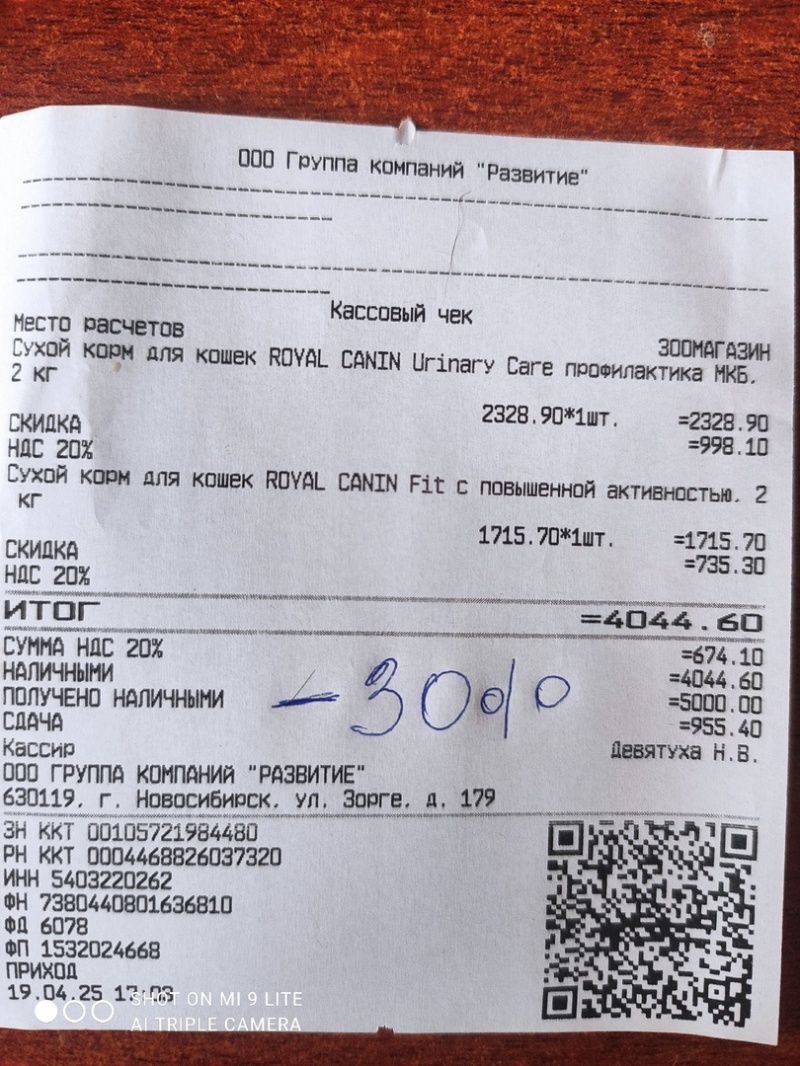 ООО Группа компаний "Развитие"
Кассовый чек
Место расчетов ЗООМАГАЗИН
Сухой корм для кошек ROYAL CANIN Urinary Care профилактика МКБ.
2 кг
2328.90*1шт. =2328.90
СКИДКА =998.10
НДС 20%
Сухой корм для кошек ROYAL CANIN Fit с повышенной активностью. 2
кг
1715.70*1шт. =1715.70
СКИДКА =735.30
НДС 20%
ИТОГ =4044.60
СУММА НДС 20% =674.10
НАЛИЧНЫМИ =4044.60
ПОЛУЧЕНО НАЛИЧНЫМИ =5000.00
СДАЧА =955.40
-30%
Кассир Девятуха Н.В.
ООО ГРУППА КОМПАНИЙ "РАЗВИТИЕ"
630119, г. Новосибирск, ул. Зорге, д. 179
ЗН ККТ 00105721984480
РН ККТ 0004468826037320
ИНН 5403220262
ФН 7380440801636810
ФД 6078
ФП 1532024668
ПРИХОД
19.04.25
SHOT ON MI 9 LITE
AI TRIPLE CAMERA